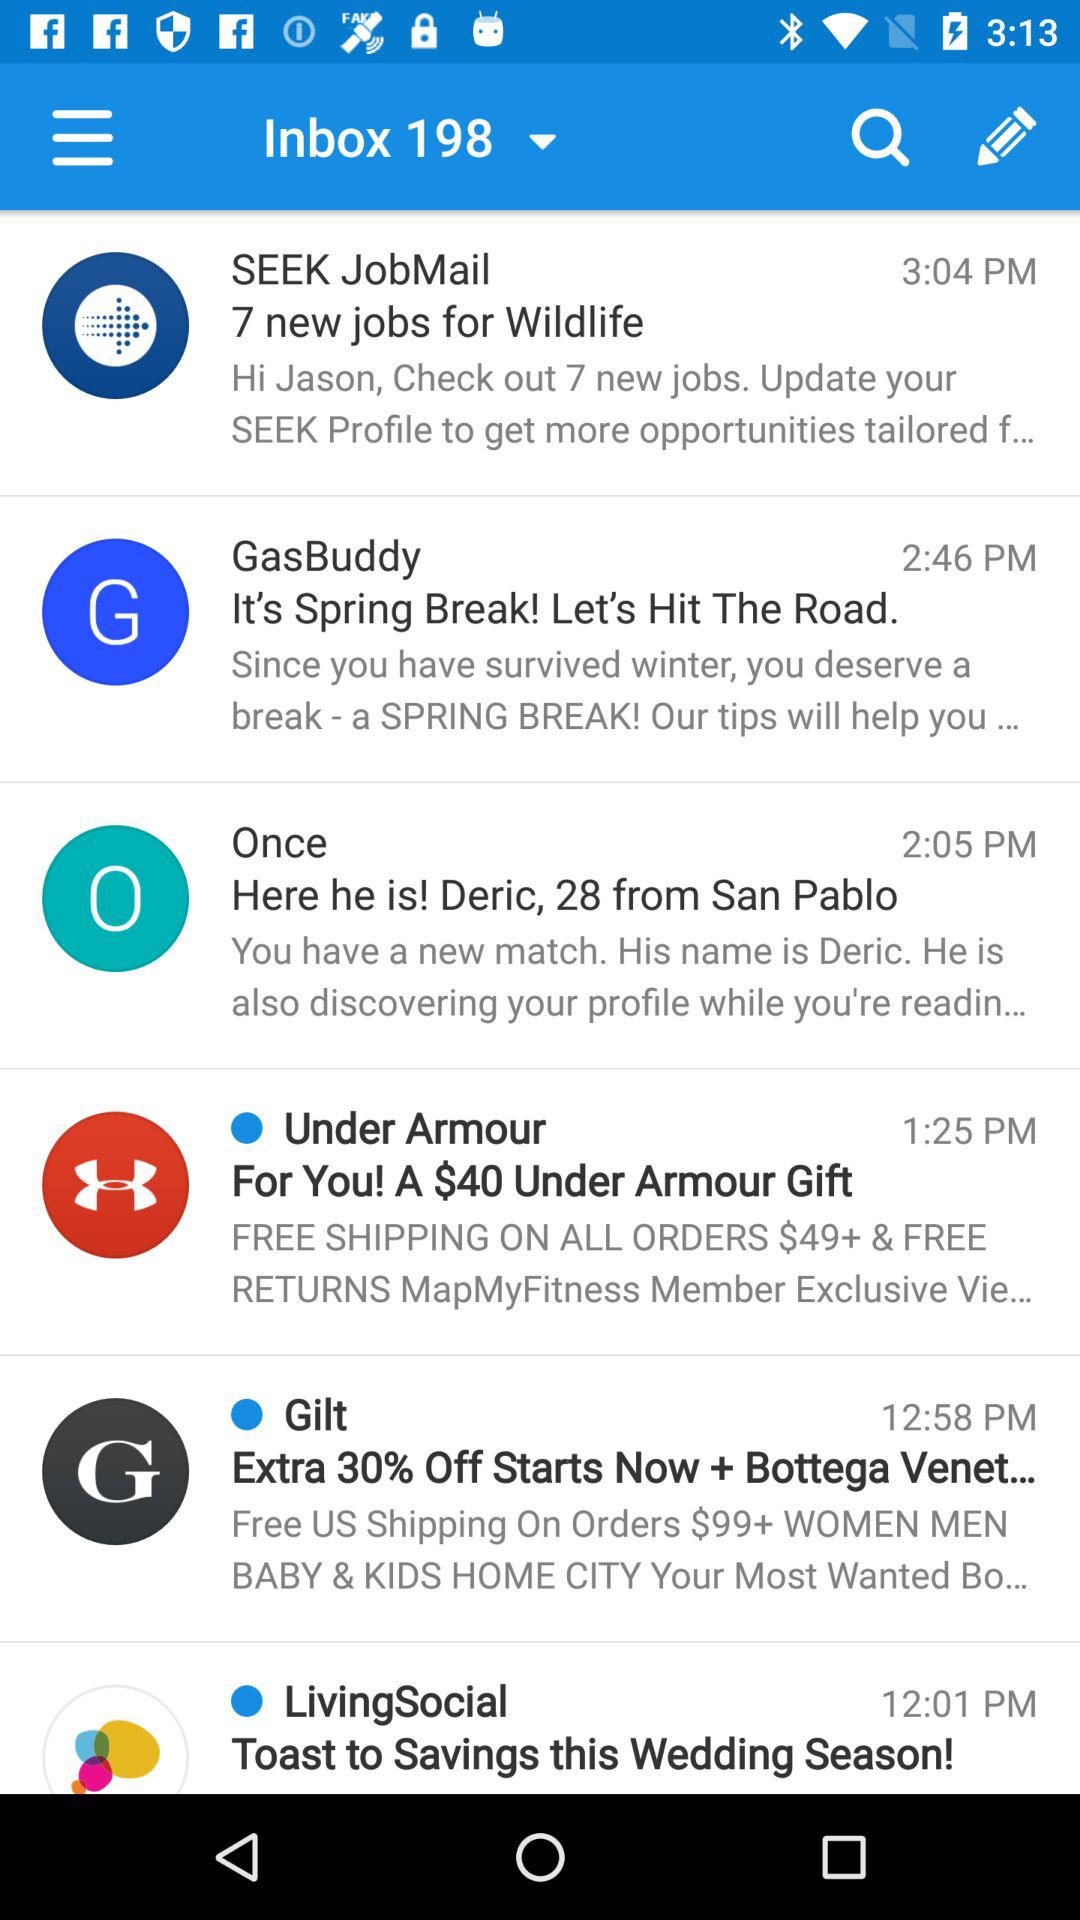 FAKE 3:13
Inbox 198
SEEK JobMail 3:04 PM
7 new jobs for Wildlife
Hi Jason, Check out 7 new jobs. Update your
SEEK Profile to get more opportunities tailored f...
G
GasBuddy 2:46 PM
It’s Spring Break! Let’s Hit The Road.
Since you have survived winter, you deserve a
break - a SPRING BREAK! Our tips will help you ...
O
Once 2:05 PM
Here he is! Deric, 28 from San Pablo
You have a new match. His name is Deric. He is
also discovering your profile while you're readin...
Under Armour 1:25 PM
For You! A $40 Under Armour Gift
FREE SHIPPING ON ALL ORDERS $49+ & FREE
RETURNS MapMyFitness Member Exclusive Vie...
G
Gilt 12:58 PM
Extra 30% Off Starts Now + Bottega Venet...
Free US Shipping On Orders $99+ WOMEN MEN
BABY & KIDS HOME CITY Your Most Wanted Bo...
LivingSocial 12:01 PM
Toast to Savings this Wedding Season!